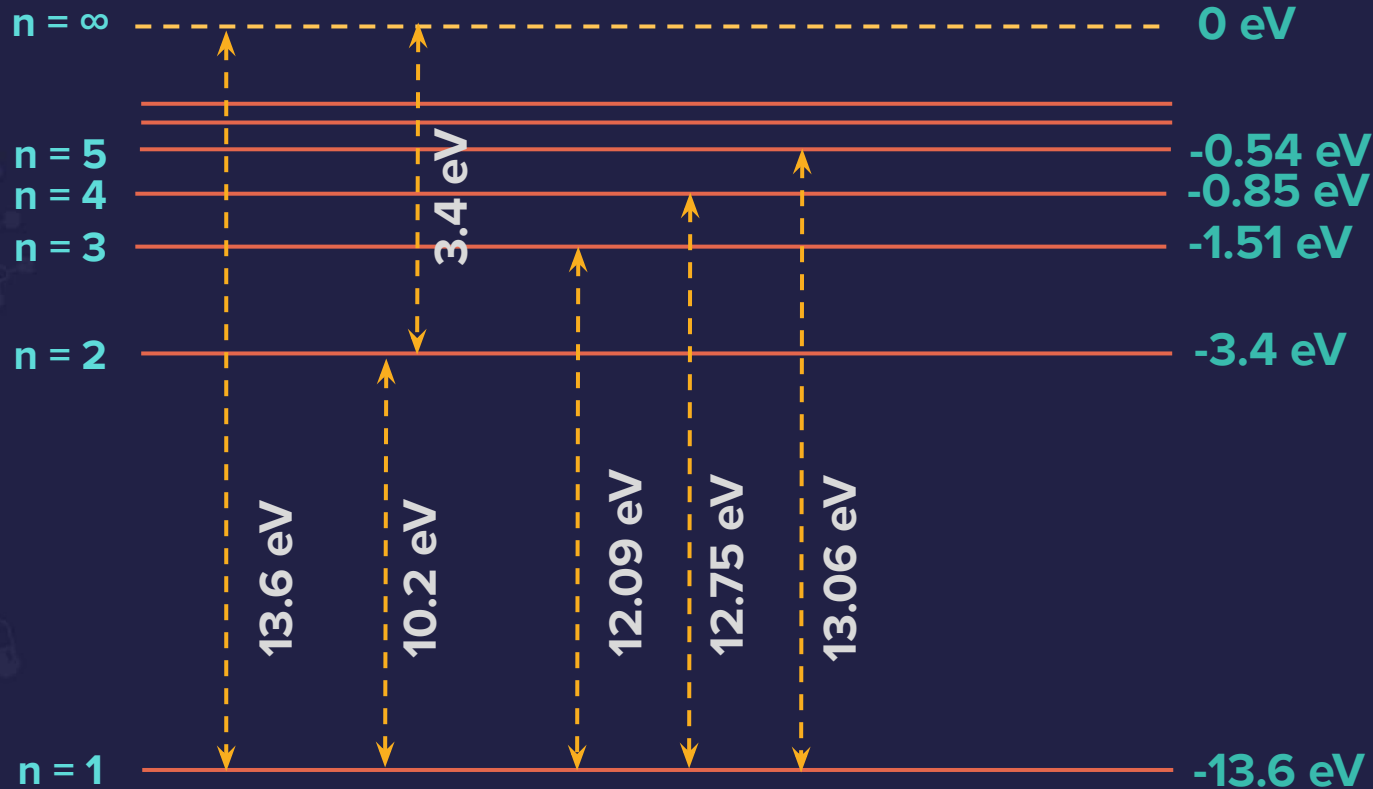 n = ∞
0 eV
n = 5
-0.54 eV
n = 4
-0.85 eV
n = 3
-1.51 eV
3.4 eV
n = 2
-3.4 eV
13.6 eV
10.2 eV
12.09 eV
12.75 eV
13.06 eV
n = 1
-13.6 eV